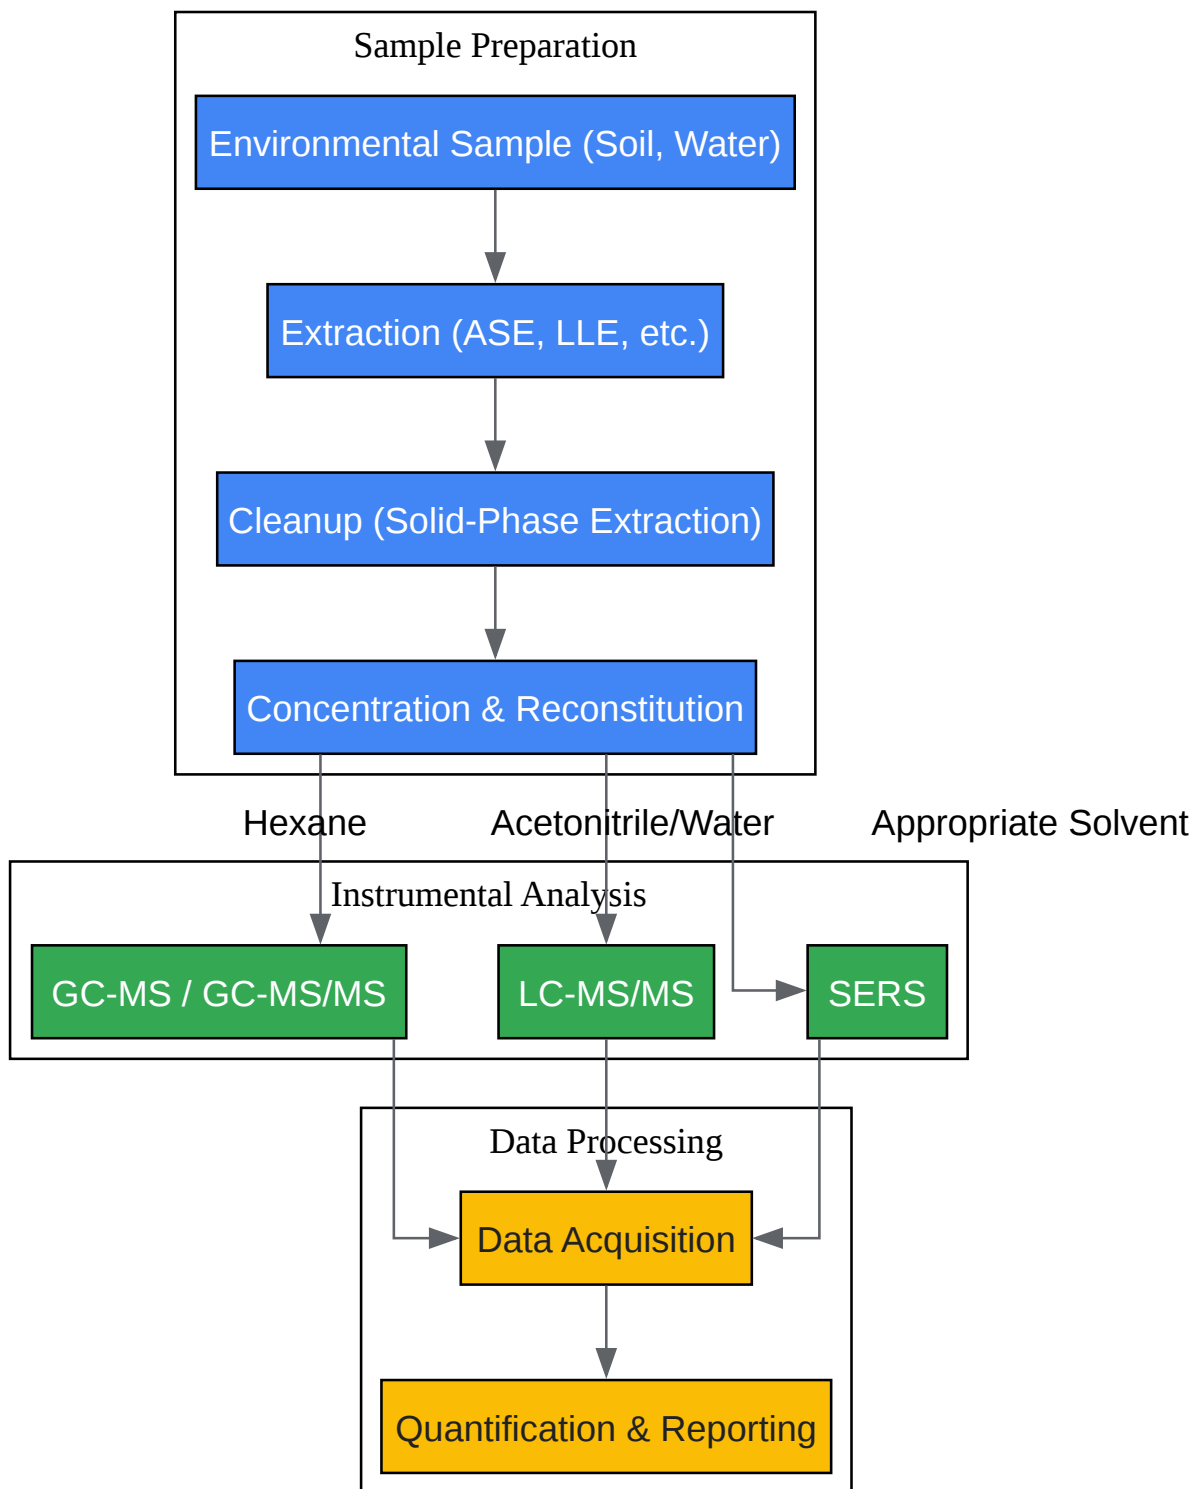 Sample Preparation
Environmental Sample (Soil, Water)
Extraction (ASE, LLE, etc.)
Cleanup (Solid-Phase Extraction)
Concentration & Reconstitution
Hexane
Acetonitrile/Water
Appropriate Solvent
Instrumental Analysis
GC-MS / GC-MS/MS
LC-MS/MS
SERS
Data Processing
Data Acquisition
Quantification & Reporting